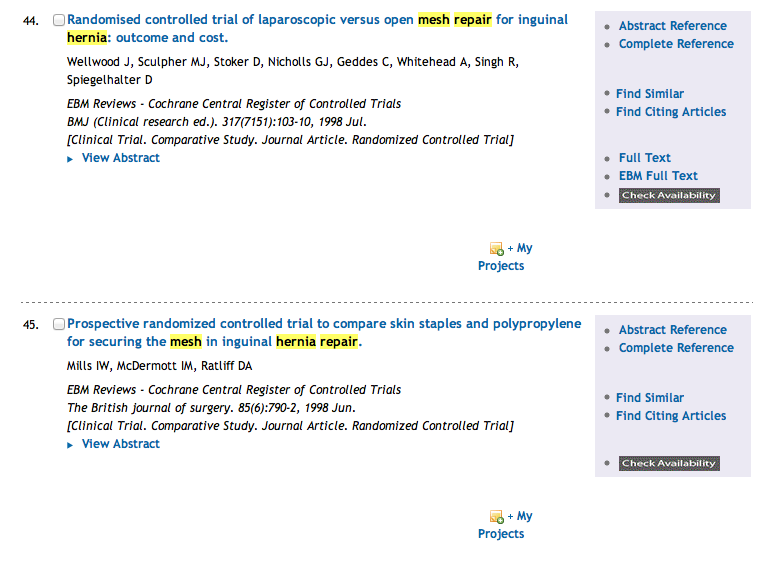 44.
Randomised controlled trial of laparoscopic versus open mesh repair for inguinal
hernia: outcome and cost.
Wellwood J, Sculpher MJ, Stoker D, Nicholls GJ, Geddes C, Whitehead A, Singh R,
Spiegelhalter D
EBM Reviews - Cochrane Central Register of Controlled Trials
BMJ (Clinical research ed.). 317(7151):103-10, 1998 Jul.
[Clinical Trial. Comparative Study. Journal Article. Randomized Controlled Trial]
View Abstract
Abstract Reference
Complete Reference
Find Similar
Find Citing Articles
Full Text
EBM Full Text
Check Availability
+ My
Projects
45.
Prospective randomized controlled trial to compare skin staples and polypropylene
for securing the mesh in inguinal hernia repair.
Mills IW, McDermott IM, Ratliff DA
EBM Reviews - Cochrane Central Register of Controlled Trials
The British journal of surgery. 85(6):790-2, 1998 Jun.
[Clinical Trial. Comparative Study. Journal Article. Randomized Controlled Trial]
View Abstract
Abstract Reference
Complete Reference
Find Similar
Find Citing Articles
Check Availability
+ My
Projects